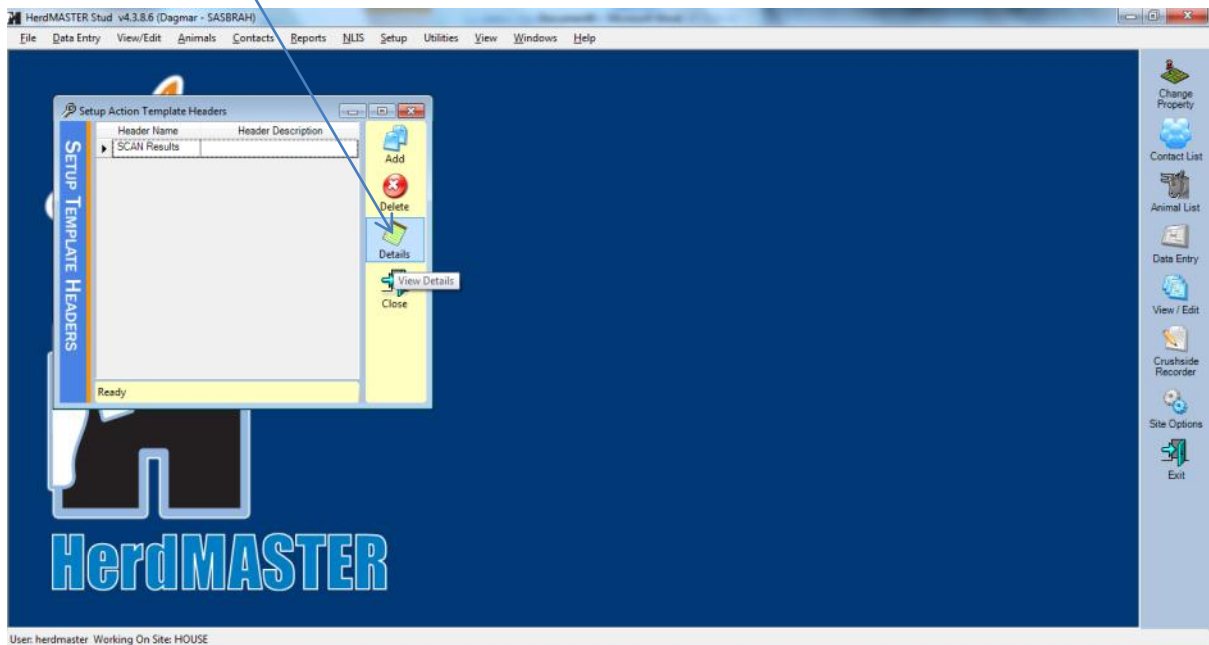 HerdMASTER Stud v4.3.8.6 (Dagmar - SASBRAH)
File Data Entry View/Edit Animals Contacts Reports NLIS Setup Utilities View Windows Help
Setup Action Template Headers
SETUP TEMPLATE HEADERS
Header Name Header Description
SCAN Results
Add
Delete
Details
View Details
Close
Ready
Change
Property
Contact List
Animal List
Data Entry
View / Edit
Crushside
Recorder
Site Options
Exit
HerdMASTER
User: herdmaster Working On Site: HOUSE